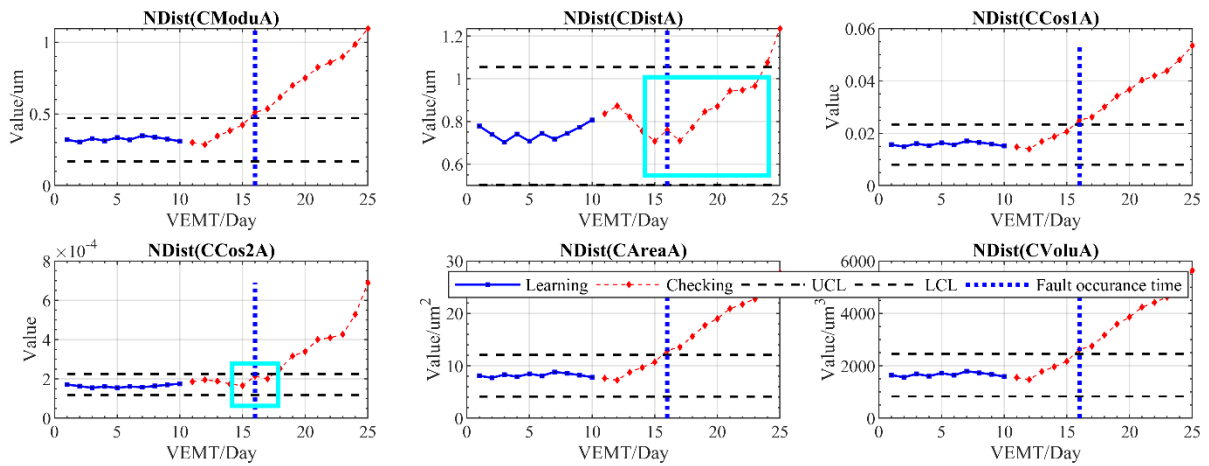 NDist(CModuA)
1
0.5
0
Value/um
0 5 10 15 20 25
VEMT/Day
NDist(CDistA)
1.2
1
0.8
0.6
Value/um
0 5 10 15 20 25
VEMT/Day
NDist(CCos1A)
0.06
0.04
0.02
0
Value
0 5 10 15 20 25
VEMT/Day
NDist(CCos2A)
×10⁻⁴
8
6
4
2
0
Value
0 5 10 15 20 25
VEMT/Day
NDist(CAreaA)
30
20
10
0
Value/um²
0 5 10 15 20 25
VEMT/Day
NDist(CVoluA)
6000
4000
2000
0
Value/um³
0 5 10 15 20 25
VEMT/Day
Learning Checking UCL LCL Fault occurance time